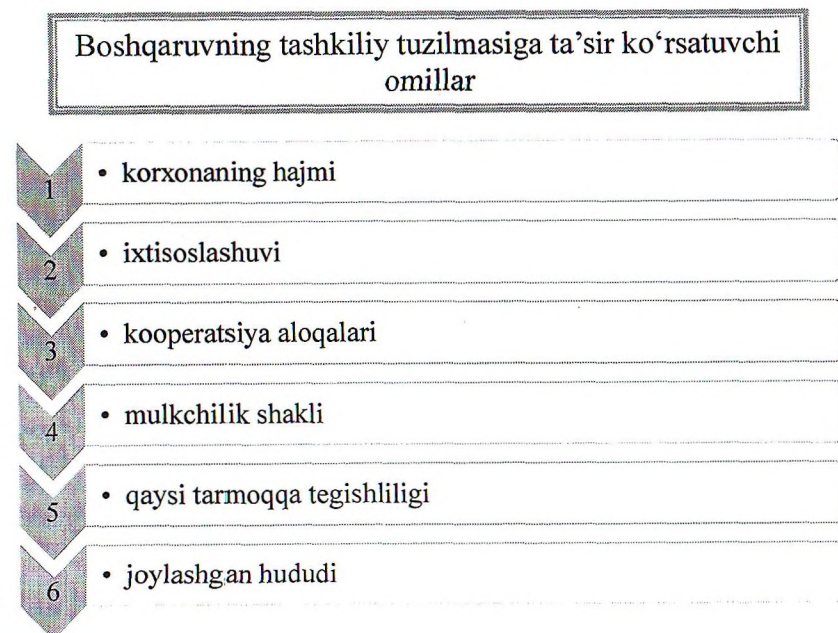 Boshqaruvning tashkiliy tuzilmasiga ta’sir ko‘rsatuvchi
omillar
1 • korxonaning hajmi
2 • ixtisoslashuvi
3 • kooperatsiya aloqalari
4 • mulkchilik shakli
5 • qaysi tarmoqqa tegishliligi
6 • joylashgan hududi